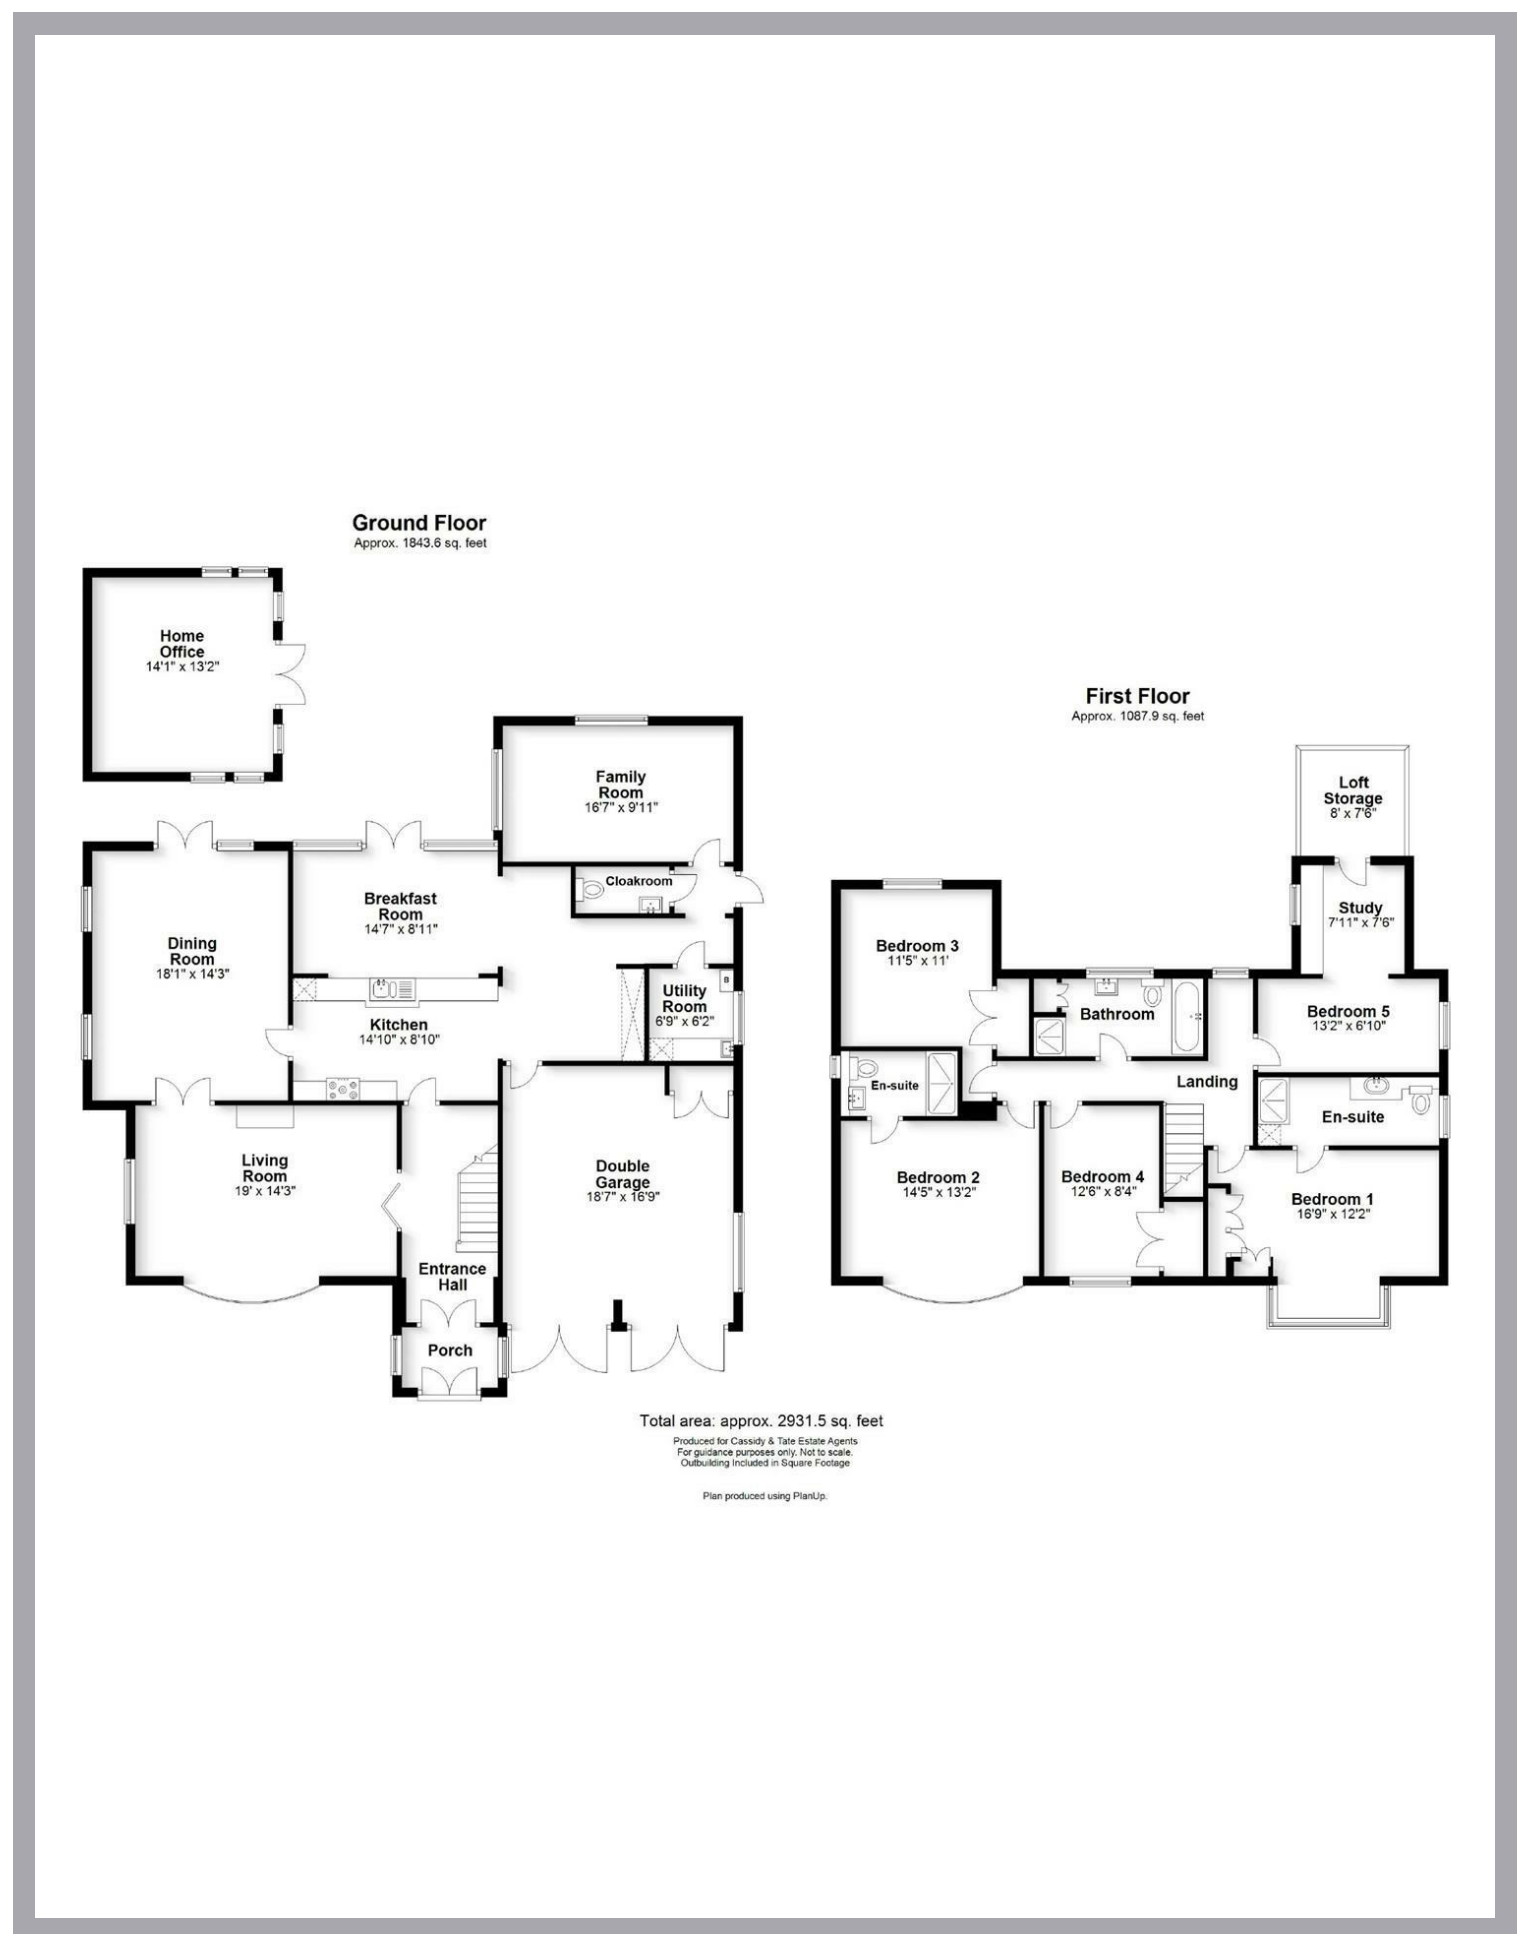 Ground Floor
Approx. 1843.6 sq. feet
Home
Office
14'1" x 13'2"
Family
Room
16'7" x 9'11"
Cloakroom
Breakfast
Room
14'7" x 8'11"
Dining
Room
18'1" x 14'3"
Utility
Room
6'9" x 6'2"
Kitchen
14'10" x 8'10"
Living
Room
19' x 14'3"
Double
Garage
18'7" x 16'9"
Entrance
Hall
Porch
First Floor
Approx. 1087.9 sq. feet
Loft
Storage
8' x 7'6"
Study
7'11" x 7'6"
Bedroom 3
11'5" x 11'
Bathroom
Bedroom 5
13'2" x 6'10"
En-suite
Landing
En-suite
Bedroom 2
14'5" x 13'2"
Bedroom 4
12'6" x 8'4"
Bedroom 1
16'9" x 12'2"
Total area: approx. 2931.5 sq. feet
Produced for Cassidy & Tate Estate Agents
For guidance purposes only. Not to scale.
Outbuilding Included in Square Footage
Plan produced using PlanUp.